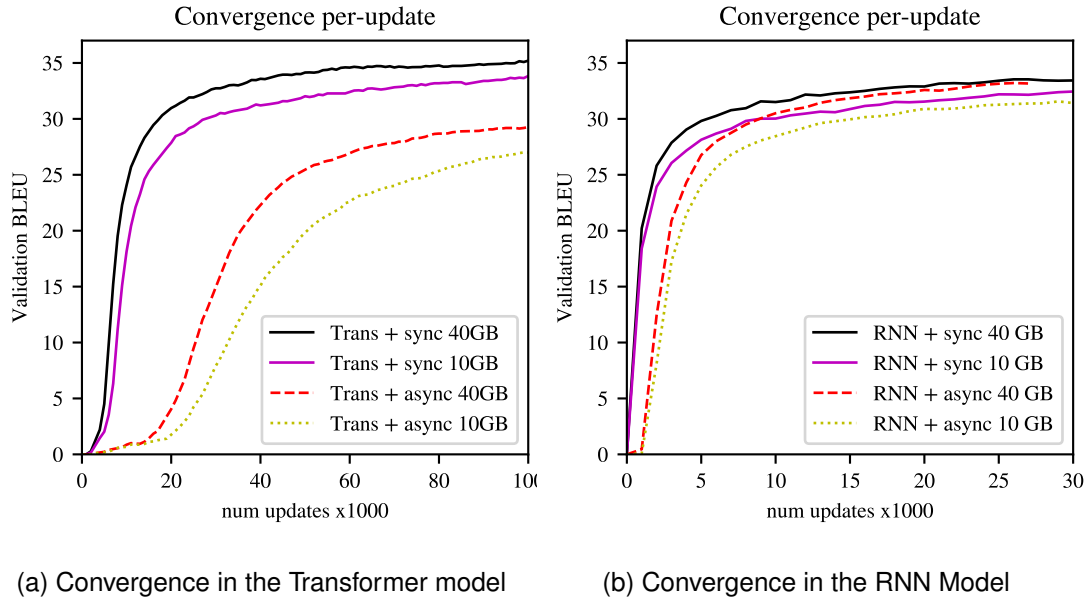 Convergence per-update
35
30
25
20
15
10
5
0
Validation BLEU
Trans + sync 40GB
Trans + sync 10GB
Trans + async 40GB
Trans + async 10GB
0 20 40 60 80 100
num updates x1000
(a) Convergence in the Transformer model
Convergence per-update
35
30
25
20
15
10
5
0
Validation BLEU
RNN + sync 40 GB
RNN + sync 10 GB
RNN + async 40 GB
RNN + async 10 GB
0 5 10 15 20 25 30
num updates x1000
(b) Convergence in the RNN Model